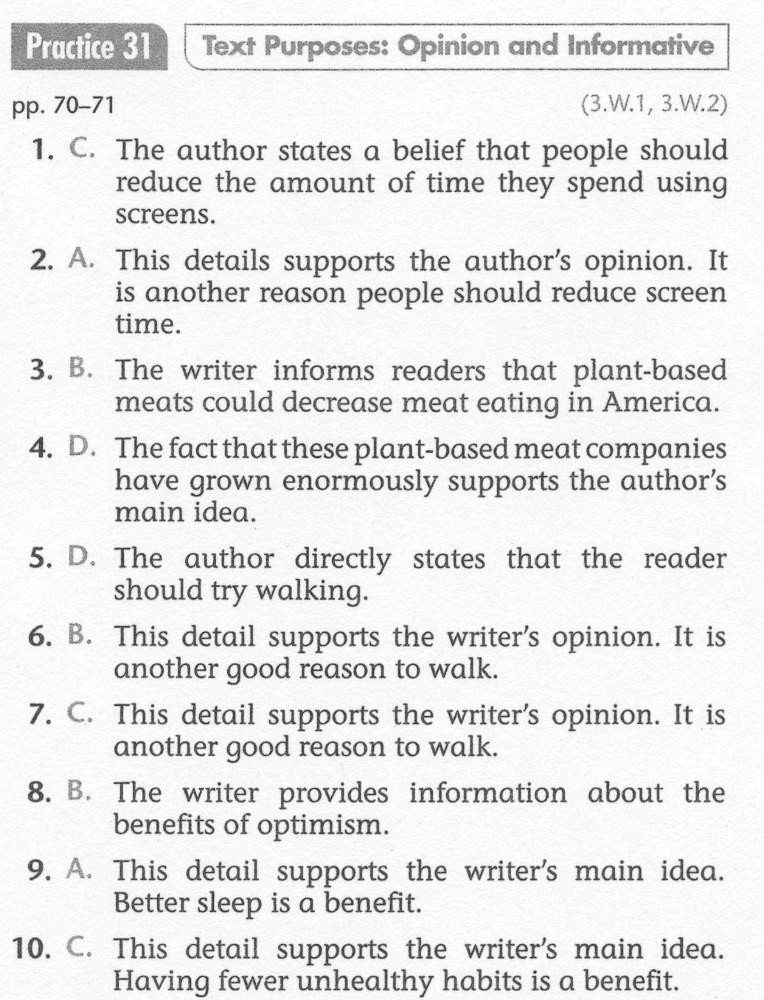 Practice 31 Text Purposes: Opinion and Informative
pp. 70–71 (3.W.1, 3.W.2)
1. C. The author states a belief that people should
reduce the amount of time they spend using
screens.
2. A. This details supports the author's opinion. It
is another reason people should reduce screen
time.
3. B. The writer informs readers that plant-based
meats could decrease meat eating in America.
4. D. The fact that these plant-based meat companies
have grown enormously supports the author's
main idea.
5. D. The author directly states that the reader
should try walking.
6. B. This detail supports the writer's opinion. It is
another good reason to walk.
7. C. This detail supports the writer's opinion. It is
another good reason to walk.
8. B. The writer provides information about the
benefits of optimism.
9. A. This detail supports the writer's main idea.
Better sleep is a benefit.
10. C. This detail supports the writer's main idea.
Having fewer unhealthy habits is a benefit.